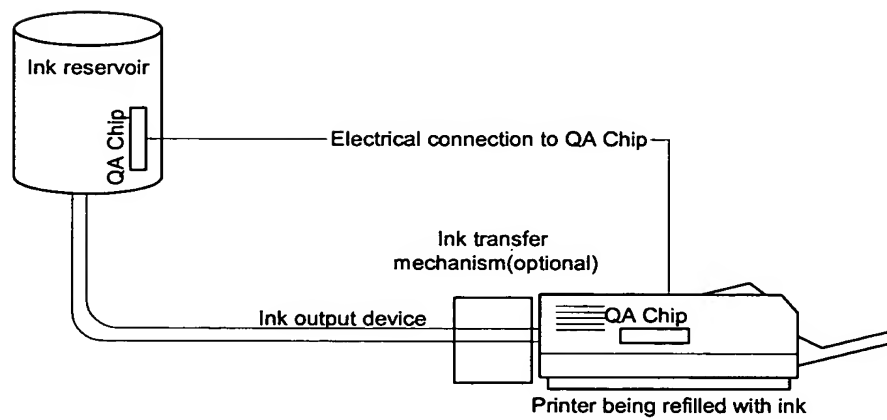 Ink reservoir
QA Chip
Electrical connection to QA Chip
Ink transfer
mechanism(optional)
Ink output device
QA Chip
Printer being refilled with ink